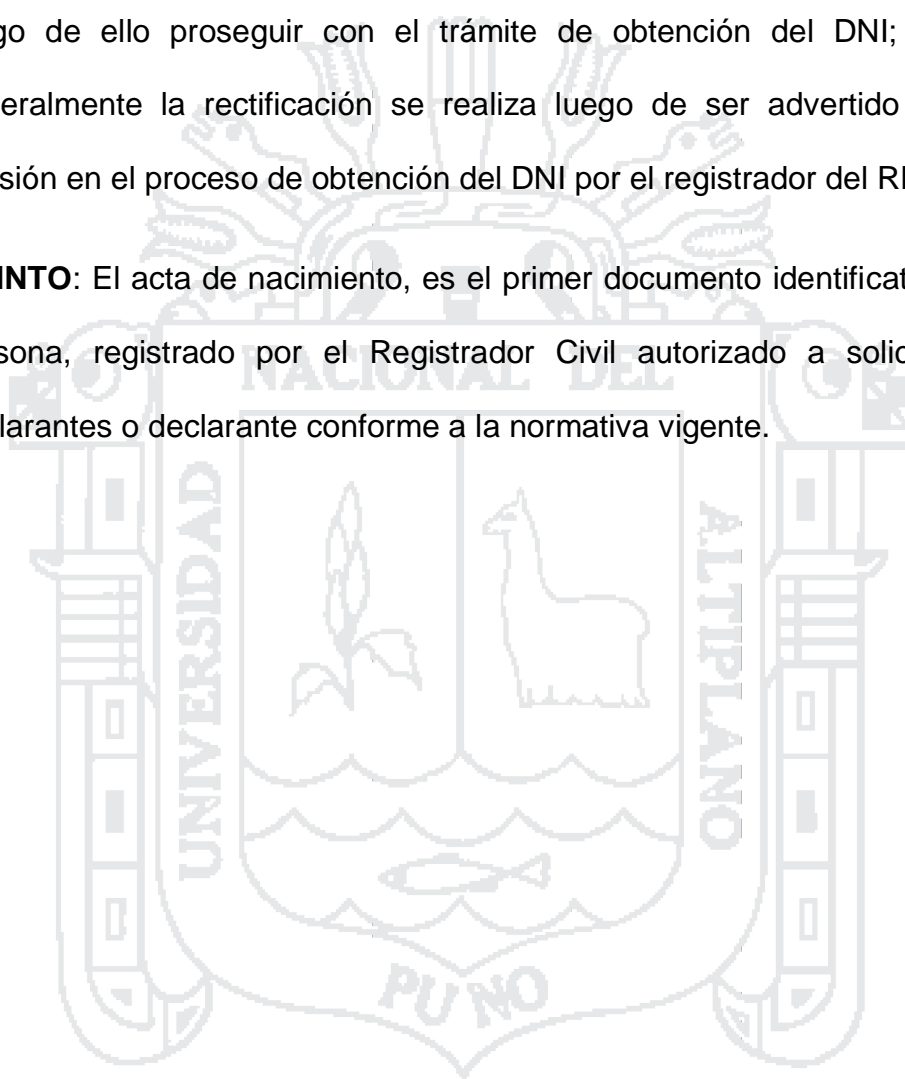 go de ello proseguir con el trámite de obtención del DNI;
eralmente la rectificación se realiza luego de ser advertido
sión en el proceso de obtención del DNI por el registrador del RE
INTO: El acta de nacimiento, es el primer documento identificat
sona, registrado por el Registrador Civil autorizado a solic
larantes o declarante conforme a la normativa vigente.
NACIONAL DEL
UNIVERSIDAD
ALTIPLANO
PUNO